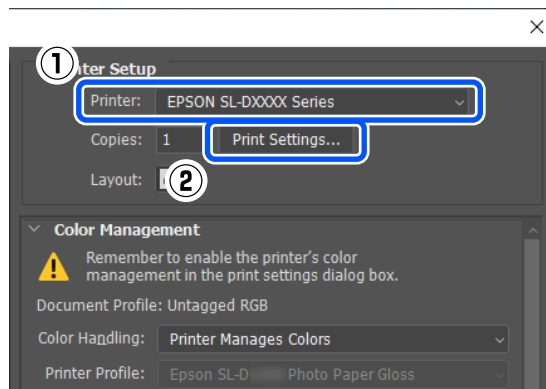 ①
nter Setup
Printer: EPSON SL-DXXXX Series
Copies: 1 Print Settings...
Layout: ②
Color Management
Remember to enable the printer's color
management in the print settings dialog box.
Document Profile: Untagged RGB
Color Handling: Printer Manages Colors
Printer Profile: Epson SL-D Photo Paper Gloss